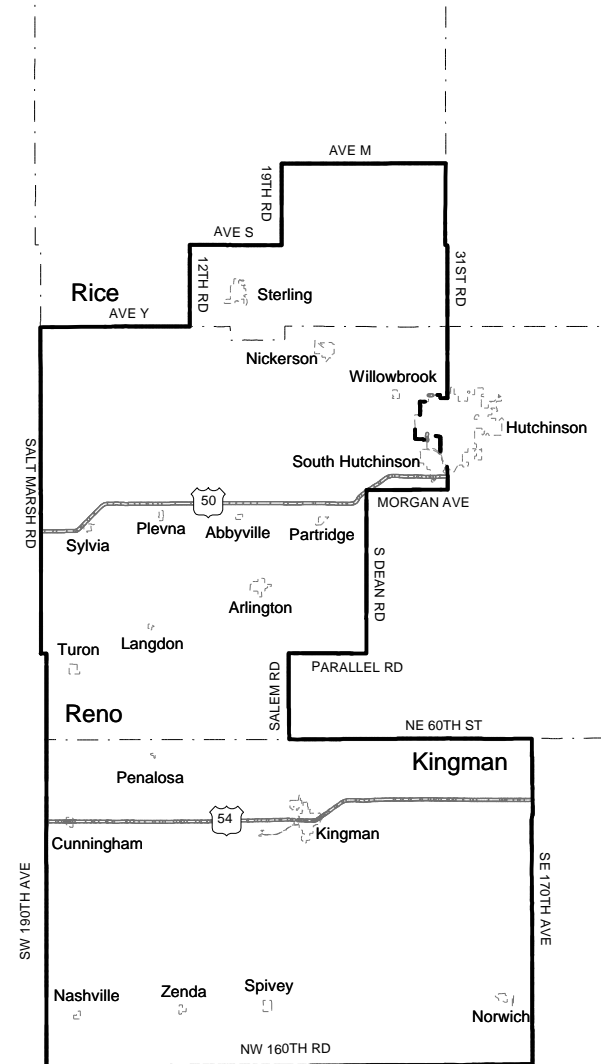 AVE M
19TH RD
AVE S
12TH RD
31ST RD
Rice
Sterling
AVE Y
Nickerson
Willowbrook
Hutchinson
South Hutchinson
SALT MARSH RD
50
MORGAN AVE
Sylvia
Plevna
Abbyville
Partridge
S DEAN RD
Arlington
Langdon
Turon
PARALLEL RD
SALEM RD
Reno
NE 60TH ST
Kingman
Penalosa
54
Kingman
Cunningham
SW 190TH AVE
SE 170TH AVE
Nashville
Zenda
Spivey
Norwich
NW 160TH RD